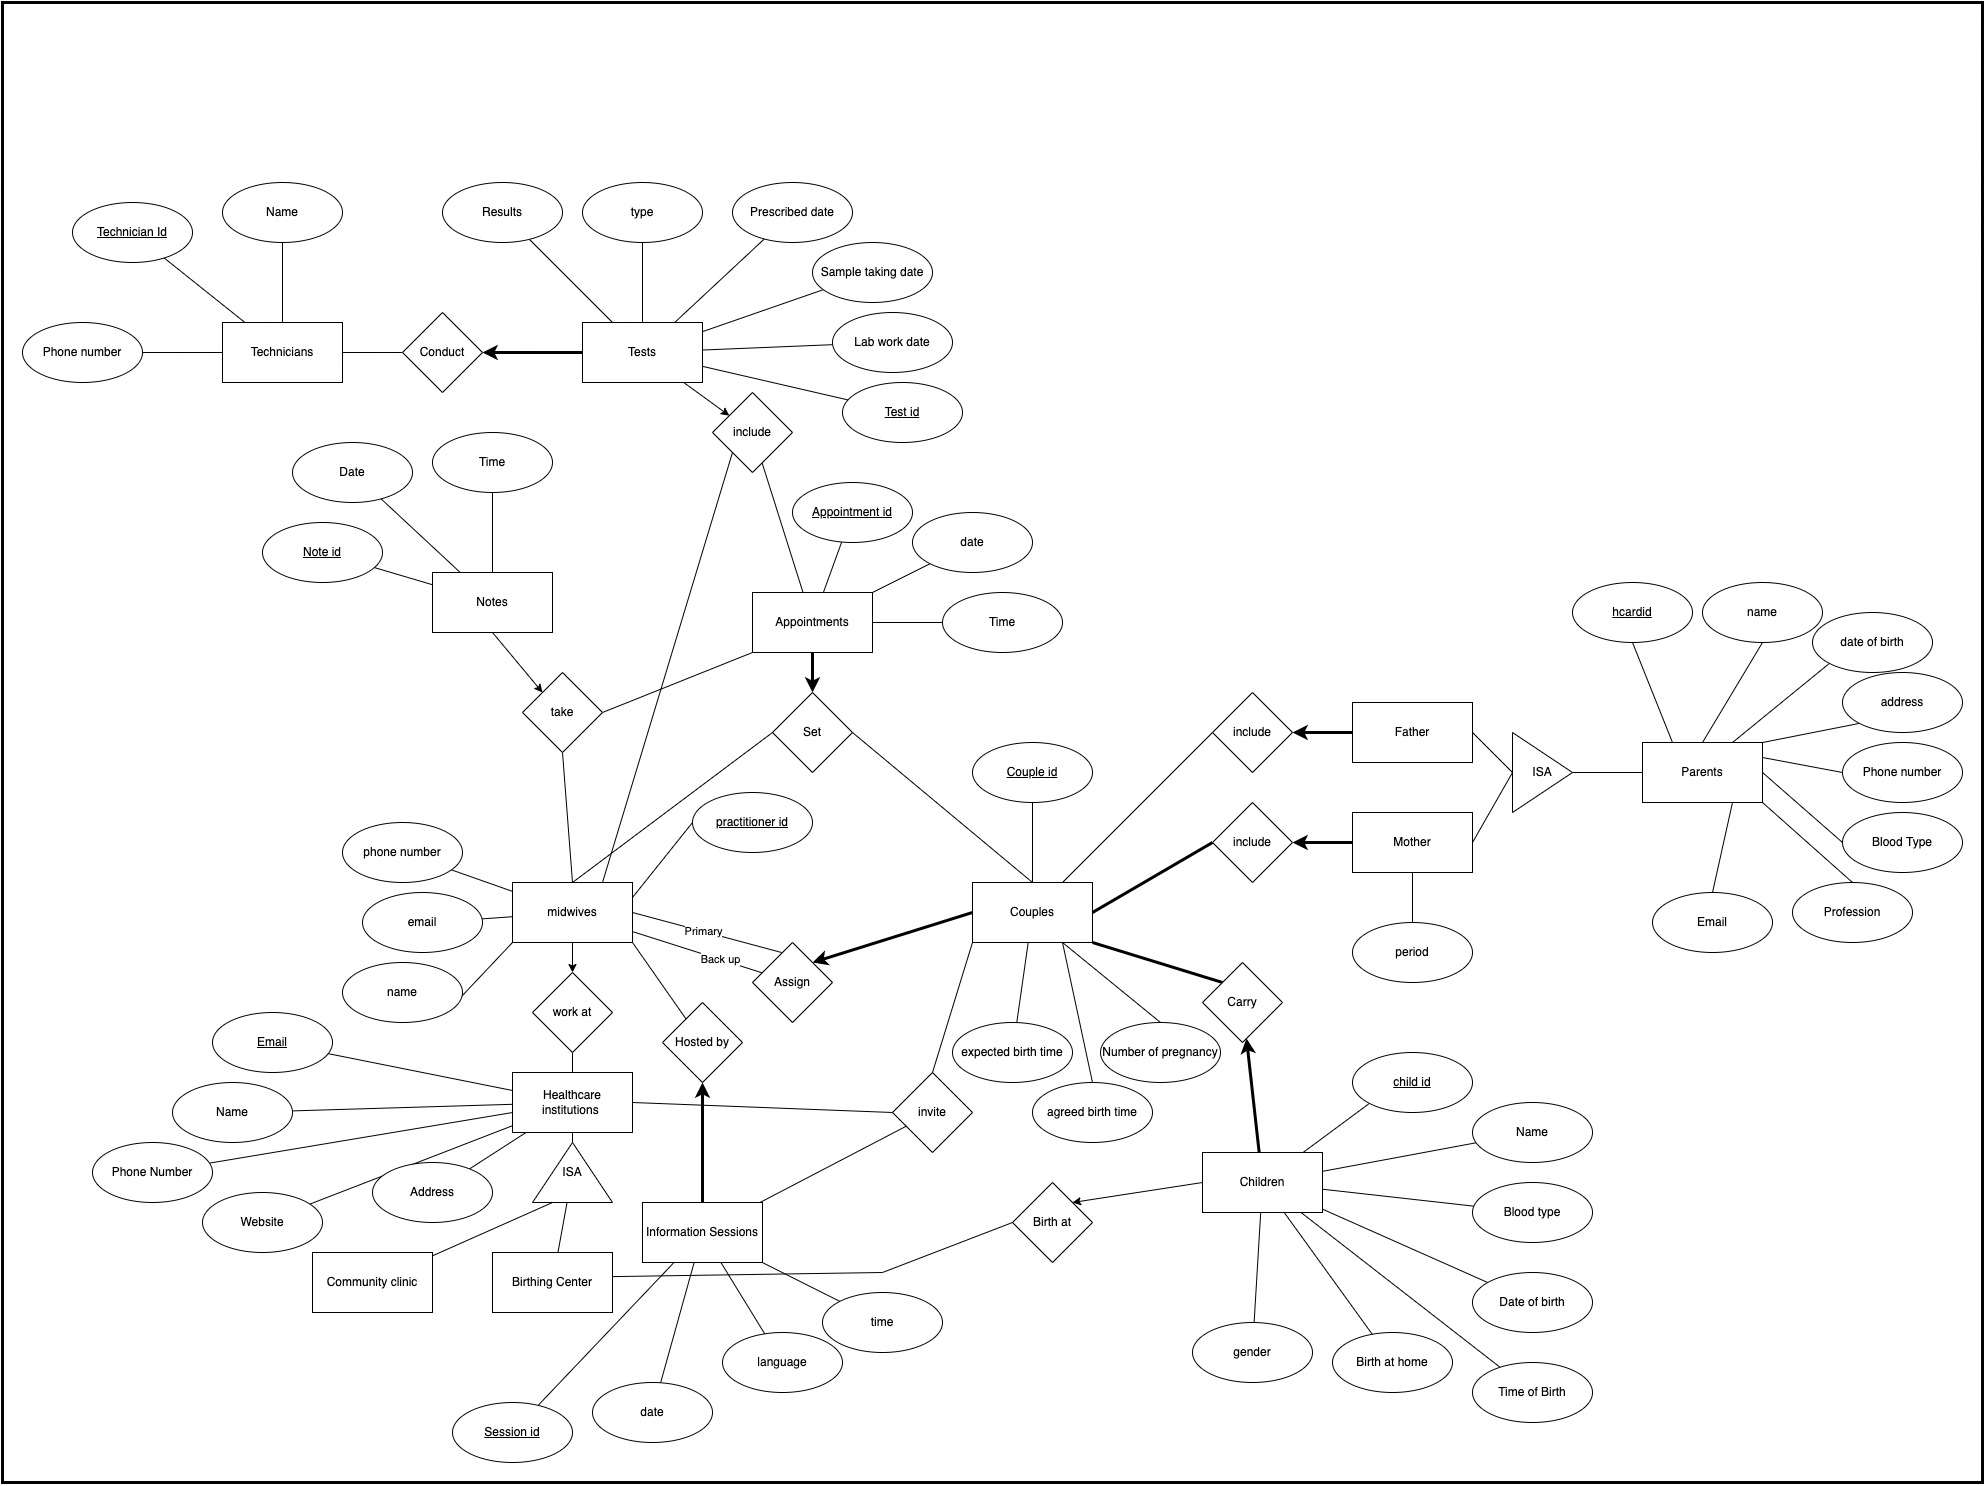 Name
Results
type
Prescribed date
Technician Id
Sample taking date
Phone number
Technicians
Conduct
Tests
Lab work date
Test id
include
Date
Time
Appointment id
date
Note id
Notes
Appointments
Time
hcardid
name
date of birth
address
take
Set
include
Father
ISA
Parents
Phone number
Couple id
practitioner id
phone number
include
Mother
Blood Type
email
midwives
Primary
Back up
Couples
Email
Profession
name
Assign
period
work at
Hosted by
Carry
Email
expected birth time
Number of pregnancy
Name
Healthcare
institutions
invite
agreed birth time
child id
Name
Phone Number
ISA
Address
Website
Information Sessions
Birth at
Children
Blood type
Community clinic
Birthing Center
Date of birth
time
language
gender
Birth at home
Time of Birth
date
Session id